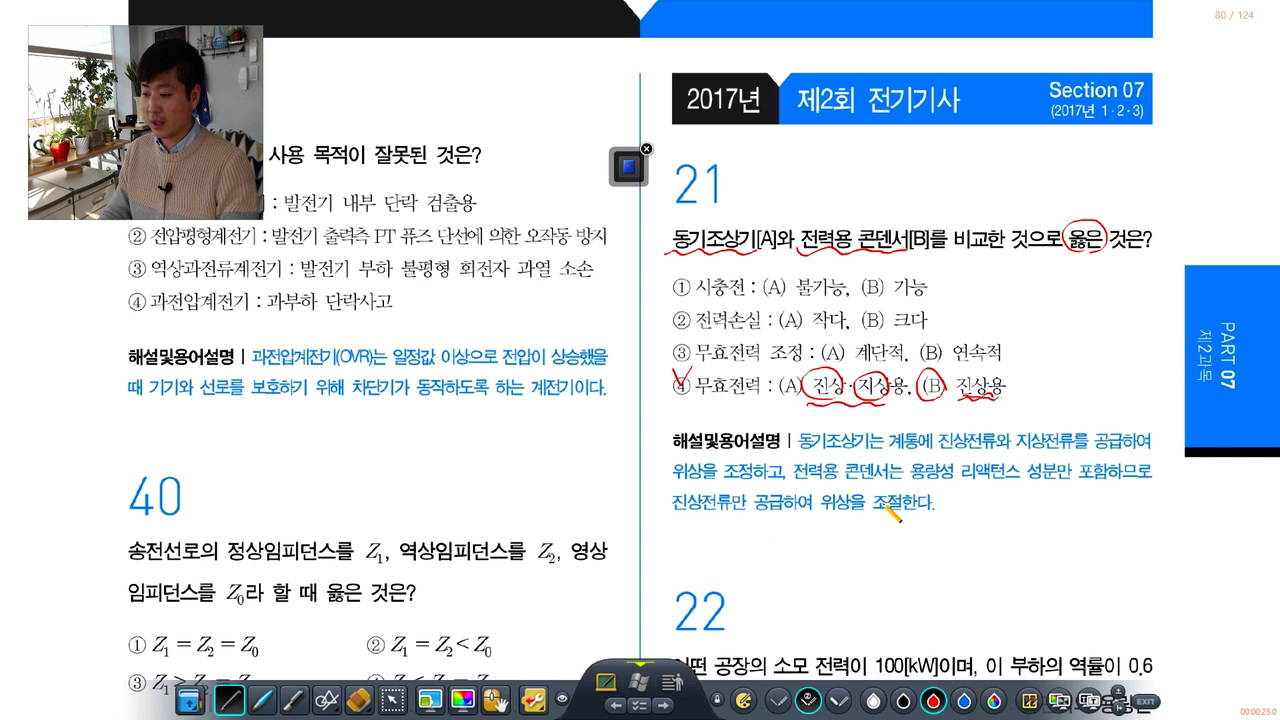 80 / 124
사용 목적이 잘못된 것은?
: 발전기 내부 단락 검출용
② 전압평형계전기 : 발전기 출력측 PT 퓨즈 단선에 의한 오작동 방지
③ 역상과전류계전기 : 발전기 부하 불평형 회전자 과열 소손
④ 과전압계전기 : 과부하 단락사고
해설및용어설명 | 과전압계전기(OVR)는 일정값 이상으로 전압이 상승했을
때 기기와 선로를 보호하기 위해 차단기가 동작하도록 하는 계전기이다.
40
송전선로의 정상임피던스를 Z₁, 역상임피던스를 Z₂, 영상
임피던스를 Z₀라 할 때 옳은 것은?
① Z₁ = Z₂ = Z₀
② Z₁ = Z₂ < Z₀
2017년 제2회 전기기사
Section 07
(2017년 1·2·3)
21
동기조상기[A]와 전력용 콘덴서[B]를 비교한 것으로 옳은 것은?
① 시충전 : (A) 불가능, (B) 가능
② 전력손실 : (A) 작다, (B) 크다
③ 무효전력 조정 : (A) 계단적, (B) 연속적
④ 무효전력 : (A) 진상·지상용, (B) 진상용
해설및용어설명 | 동기조상기는 계통에 진상전류와 지상전류를 공급하여
위상을 조정하고, 전력용 콘덴서는 용량성 리액턴스 성분만 포함하므로
진상전류만 공급하여 위상을 조절한다.
22
어떤 공장의 소모 전력이 100[kW]이며, 이 부하의 역률이 0.6
PART 07
제2과목
EXIT
00:00:25.0